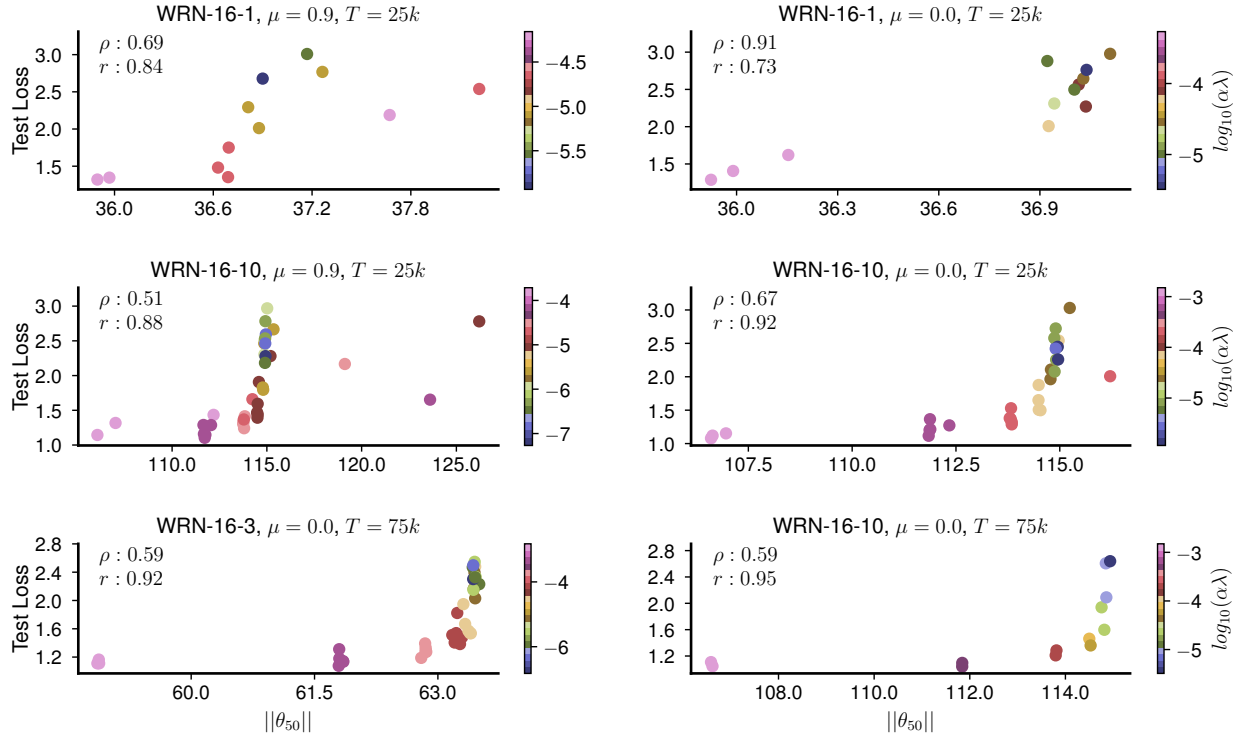 WRN-16-1, μ = 0.9, T = 25k
ρ : 0.69
r : 0.84
Test Loss
3.0
2.5
2.0
1.5
36.0 36.6 37.2 37.8
−4.5
−5.0
−5.5
WRN-16-1, μ = 0.0, T = 25k
ρ : 0.91
r : 0.73
3.0
2.5
2.0
1.5
36.0 36.3 36.6 36.9
−4
−5
log₁₀(αλ)
WRN-16-10, μ = 0.9, T = 25k
ρ : 0.51
r : 0.88
Test Loss
3.0
2.5
2.0
1.5
1.0
110.0 115.0 120.0 125.0
−4
−5
−6
−7
WRN-16-10, μ = 0.0, T = 25k
ρ : 0.67
r : 0.92
3.0
2.5
2.0
1.5
1.0
107.5 110.0 112.5 115.0
−3
−4
−5
log₁₀(αλ)
WRN-16-3, μ = 0.0, T = 75k
ρ : 0.59
r : 0.92
Test Loss
2.8
2.4
2.0
1.6
1.2
60.0 61.5 63.0
||θ₅₀||
−4
−6
WRN-16-10, μ = 0.0, T = 75k
ρ : 0.59
r : 0.95
2.8
2.4
2.0
1.6
1.2
108.0 110.0 112.0 114.0
||θ₅₀||
−3
−4
−5
log₁₀(αλ)